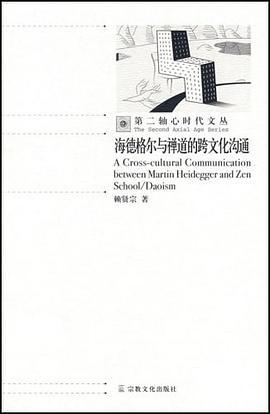 第二轴心时代文丛
The Second Axial Age Series
海德格尔与禅道的跨文化沟通
A Cross-cultural Communication
between Martin Heidegger and Zen
School/Daoism
赖贤宗 著
宗教文化出版社